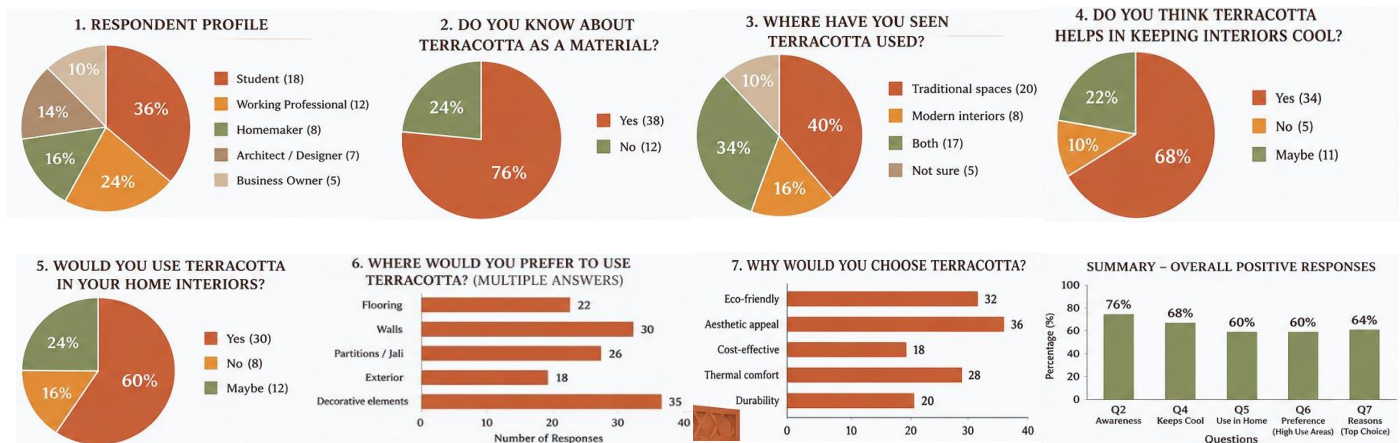 1. RESPONDENT PROFILE
10%
36%
14%
16%
24%
Student (18)
Working Professional (12)
Homemaker (8)
Architect / Designer (7)
Business Owner (5)
2. DO YOU KNOW ABOUT
TERRACOTTA AS A MATERIAL?
24%
76%
Yes (38)
No (12)
3. WHERE HAVE YOU SEEN
TERRACOTTA USED?
10%
40%
34%
16%
Traditional spaces (20)
Modern interiors (8)
Both (17)
Not sure (5)
4. DO YOU THINK TERRACOTTA
HELPS IN KEEPING INTERIORS COOL?
22%
10%
68%
Yes (34)
No (5)
Maybe (11)
5. WOULD YOU USE TERRACOTTA
IN YOUR HOME INTERIORS?
24%
60%
16%
Yes (30)
No (8)
Maybe (12)
6. WHERE WOULD YOU PREFER TO USE
TERRACOTTA? (MULTIPLE ANSWERS)
Flooring 22
Walls 30
Partitions / Jali 26
Exterior 18
Decorative elements 35
0 10 20 30 40
Number of Responses
7. WHY WOULD YOU CHOOSE TERRACOTTA?
Eco-friendly 32
Aesthetic appeal 36
Cost-effective 18
Thermal comfort 28
Durability 20
0 10 20 30 40
SUMMARY – OVERALL POSITIVE RESPONSES
Percentage (%)
100
80
60
40
20
0
76% 68% 60% 60% 64%
Q2 Q4 Q5 Q6 Q7
Awareness Keeps Cool Use in Home Preference Reasons
(High Use Areas) (Top Choice)
Questions